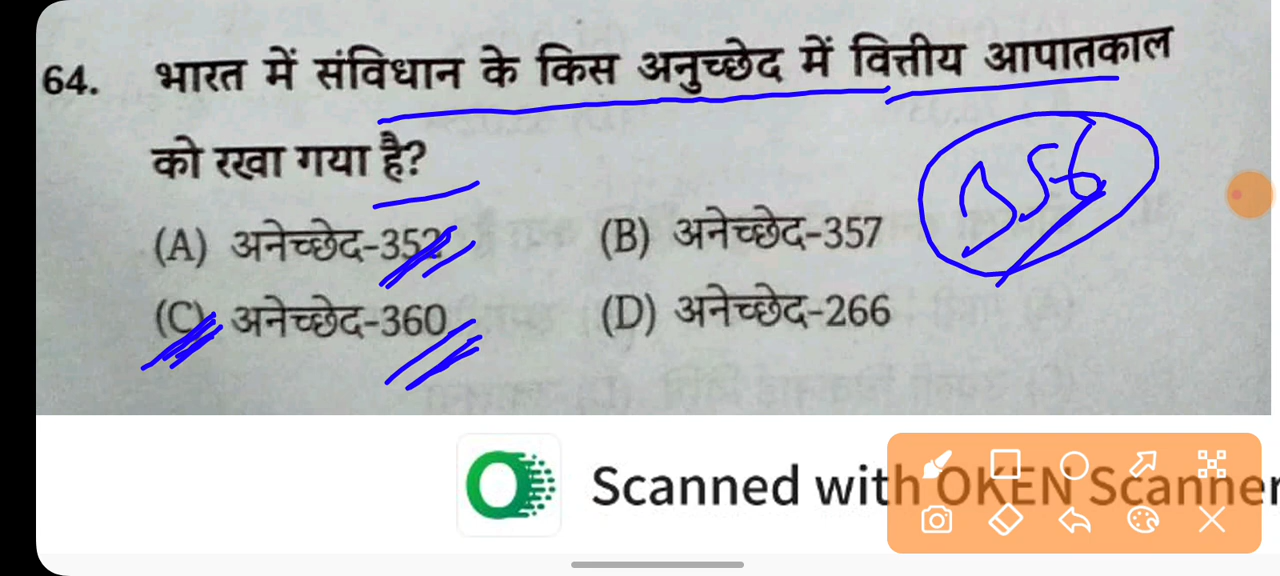 64. भारत में संविधान के किस अनुच्छेद में वित्तीय आपातकाल
को रखा गया है?
(A) अनेच्छेद-352 (B) अनेच्छेद-357
(C) अनेच्छेद-360 (D) अनेच्छेद-266
356
Scanned with OKEN Scanner